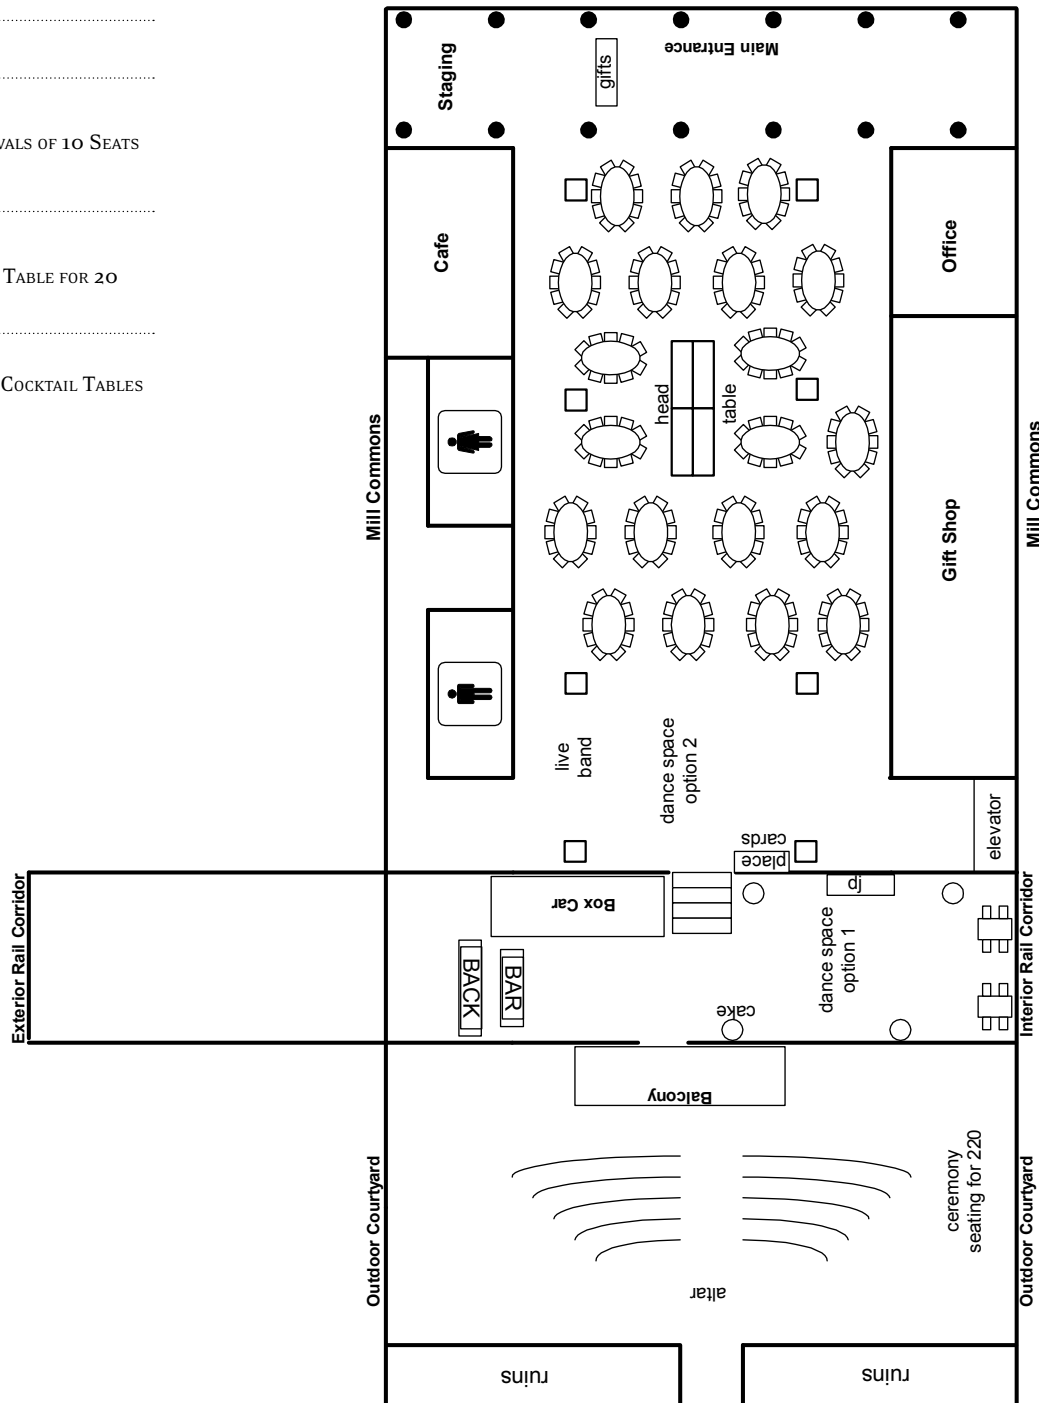 vals of 10 Seats
Table for 20
Cocktail Tables
Staging
gifts
Main Entrance
Cafe
Office
head
table
Mill Commons
Gift Shop
Mill Commons
live
band
dance space
option 2
place
cards
elevator
Exterior Rail Corridor
Box Car
dj
BACK
BAR
dance space
option 1
cake
Interior Rail Corridor
Balcony
Outdoor Courtyard
ceremony
seating for 220
Outdoor Courtyard
altar
ruins
ruins